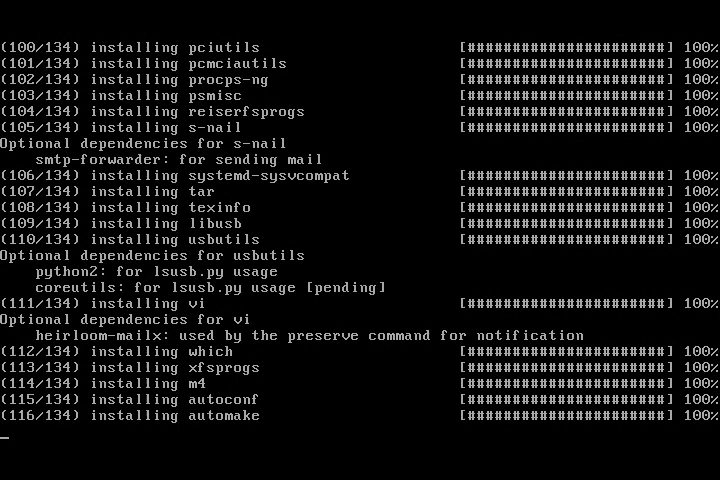 (100/134) installing pciutils [######################] 100%
(101/134) installing pcmciautils [######################] 100%
(102/134) installing procps-ng [######################] 100%
(103/134) installing psmisc [######################] 100%
(104/134) installing reiserfsprogs [######################] 100%
(105/134) installing s-nail [######################] 100%
Optional dependencies for s-nail
smtp-forwarder: for sending mail
(106/134) installing systemd-sysvcompat [######################] 100%
(107/134) installing tar [######################] 100%
(108/134) installing texinfo [######################] 100%
(109/134) installing libusb [######################] 100%
(110/134) installing usbutils [######################] 100%
Optional dependencies for usbutils
python2: for lsusb.py usage
coreutils: for lsusb.py usage [pending]
(111/134) installing vi [######################] 100%
Optional dependencies for vi
heirloom-mailx: used by the preserve command for notification
(112/134) installing which [######################] 100%
(113/134) installing xfsprogs [######################] 100%
(114/134) installing m4 [######################] 100%
(115/134) installing autoconf [######################] 100%
(116/134) installing automake [######################] 100%